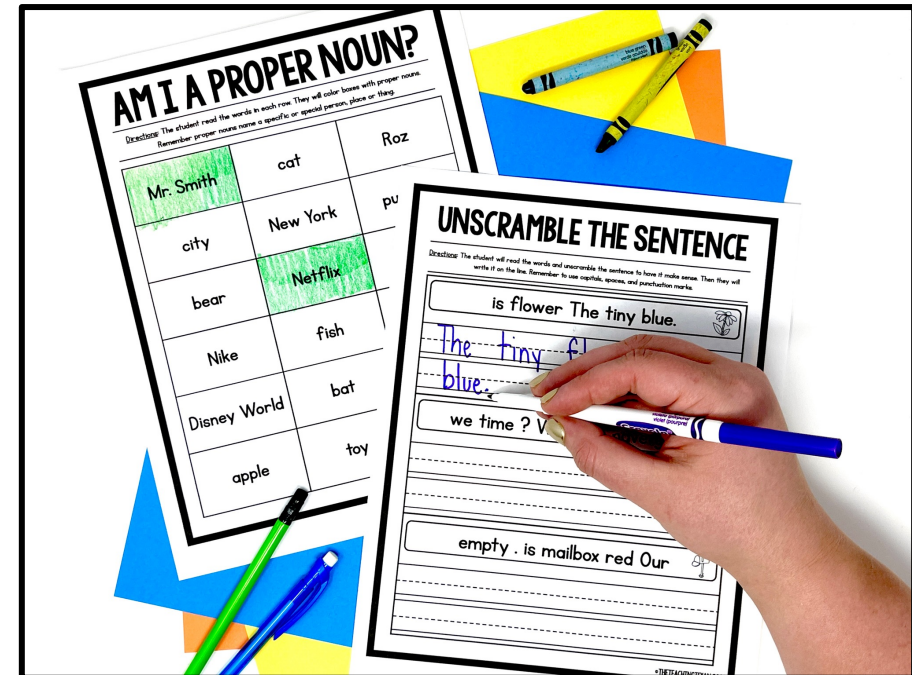 AM I A PROPER NOUN?
Directions: The student read the words in each row. They will color boxes with proper nouns.
Remember proper nouns name a specific or special person, place or thing.
Mr. Smith cat Roz
city New York
bear Netflix
Nike fish
Disney World bat
apple toy
UNSCRAMBLE THE SENTENCE
Directions: The student will read the words and unscramble the sentence to have it make sense. Then they will
write it on the line. Remember to use capitals, spaces, and punctuation marks.
is flower The tiny blue.
The tiny
blue.
we time ?
empty . is mailbox red Our
violet (pourpre)